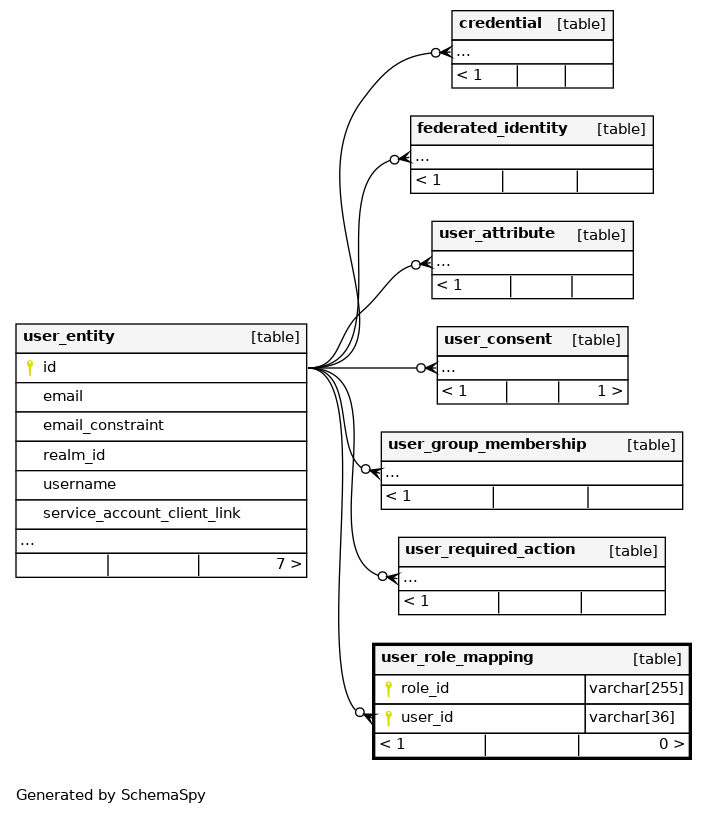 credential [table]
...
< 1
federated_identity [table]
...
< 1
user_attribute [table]
...
< 1
user_entity [table]
id
email
email_constraint
realm_id
username
service_account_client_link
...
7 >
user_consent [table]
...
< 1 1 >
user_group_membership [table]
...
< 1
user_required_action [table]
...
< 1
user_role_mapping [table]
role_id varchar[255]
user_id varchar[36]
< 1 0 >
Generated by SchemaSpy